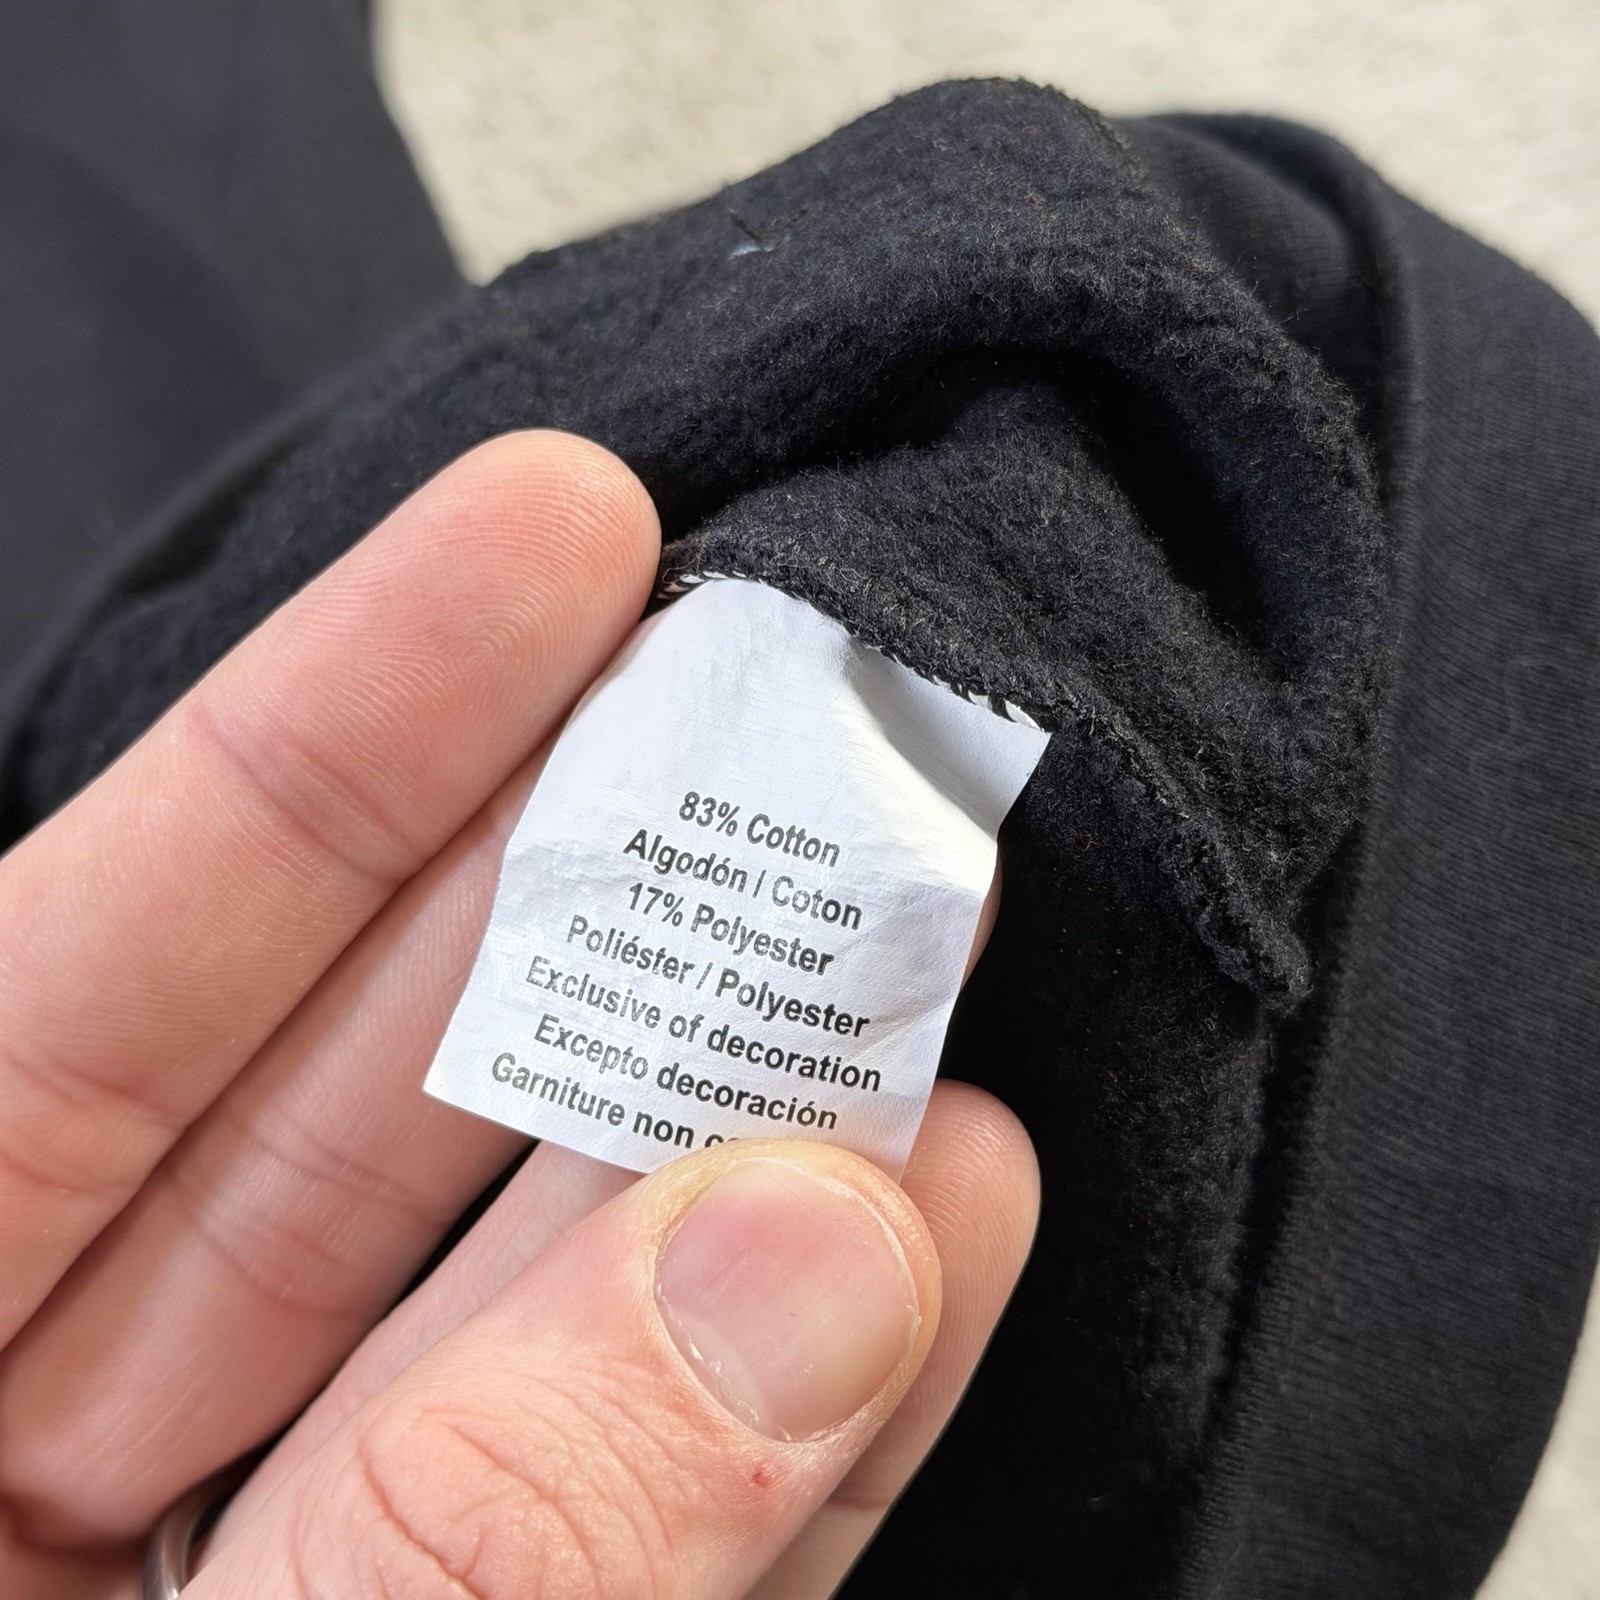 83% Cotton
Algodón / Coton
17% Polyester
Poliéster / Polyester
Exclusive of decoration
Excepto decoración
Garniture non